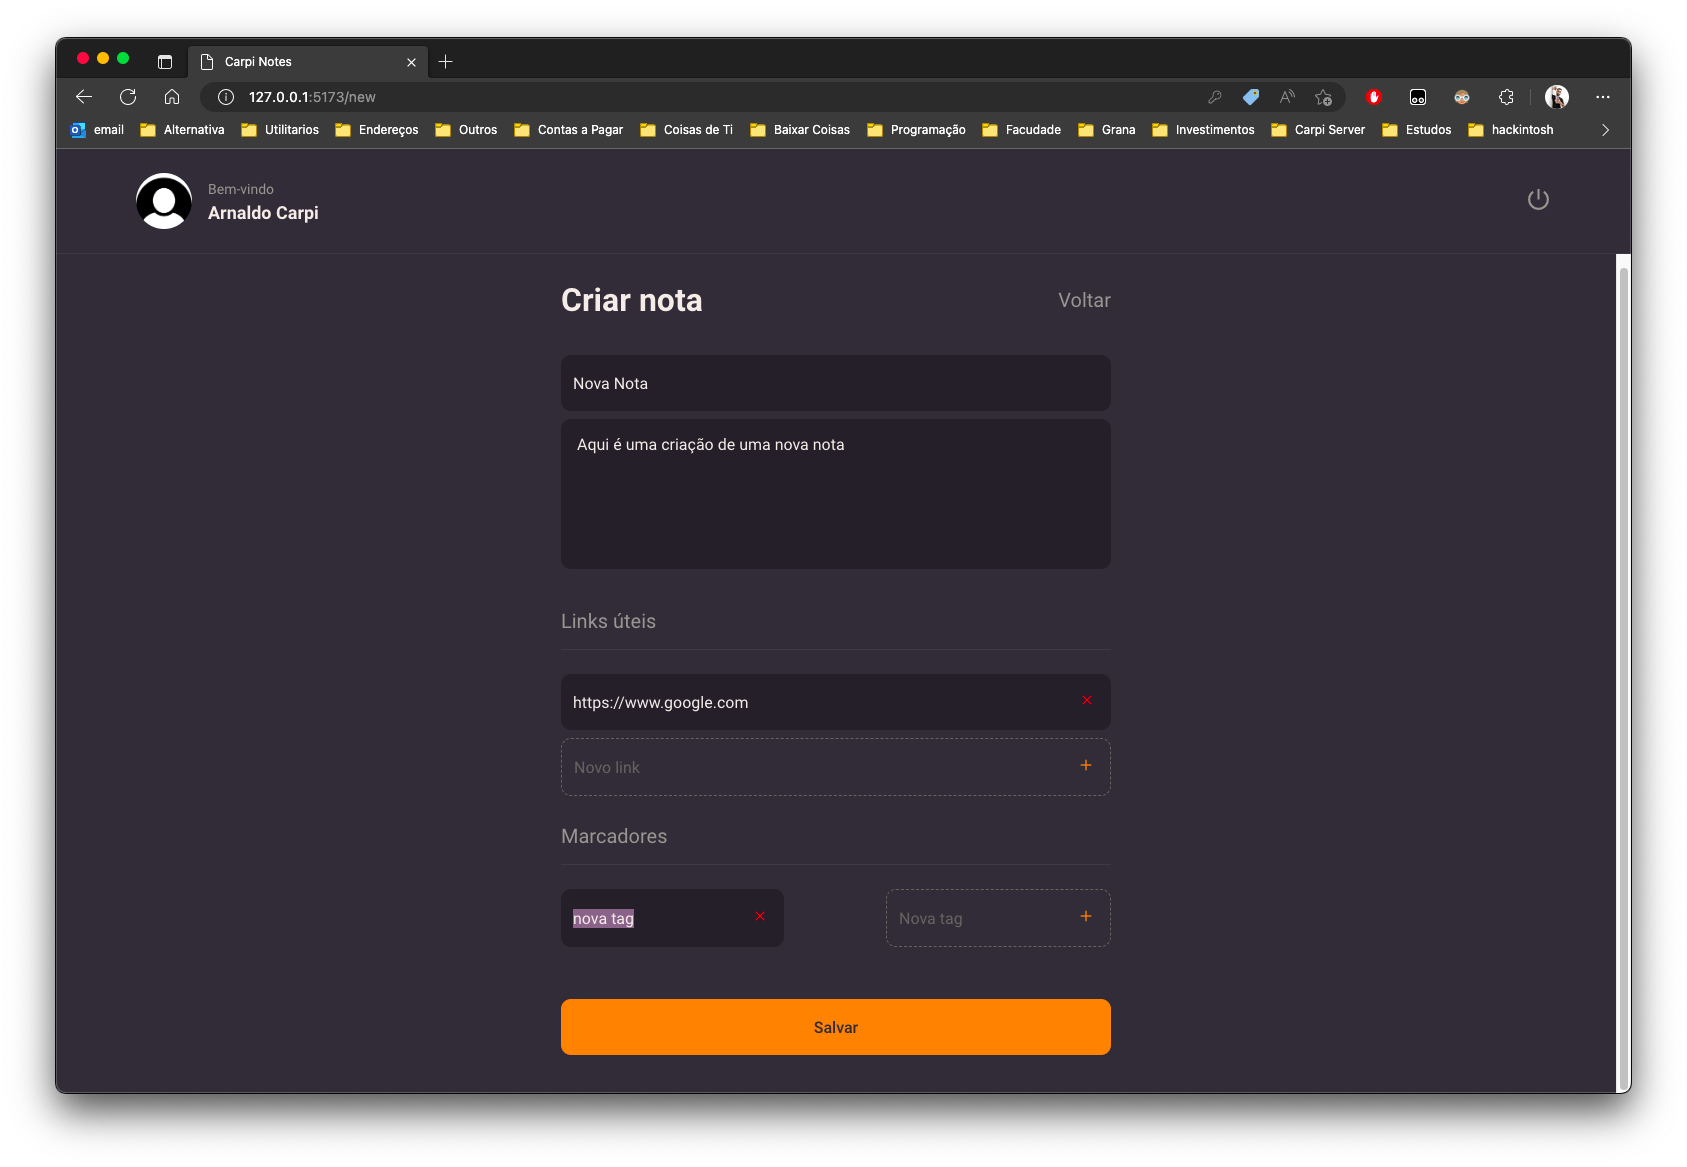 Carpi Notes
127.0.0.1:5173/new
email Alternativa Utilitarios Endereços Outros Contas a Pagar Coisas de Ti Baixar Coisas Programação Facudade Grana Investimentos Carpi Server Estudos hackintosh
Bem-vindo
Arnaldo Carpi
Criar nota Voltar
Nova Nota
Aqui é uma criação de uma nova nota
Links úteis
https://www.google.com
Novo link
Marcadores
nova tag Nova tag
Salvar